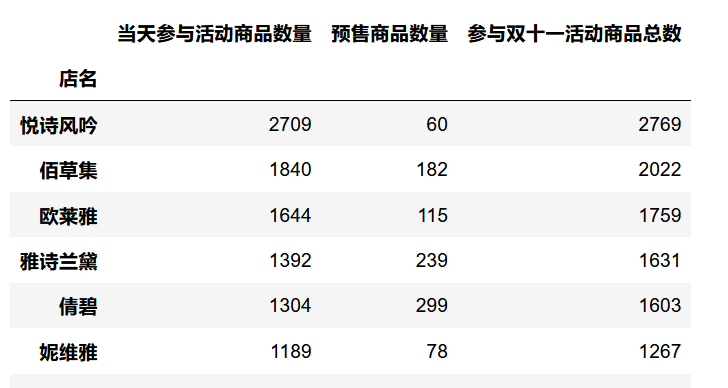 当天参与活动商品数量 预售商品数量 参与双十一活动商品总数
店名
悦诗风吟 2709 60 2769
佰草集 1840 182 2022
欧莱雅 1644 115 1759
雅诗兰黛 1392 239 1631
倩碧 1304 299 1603
妮维雅 1189 78 1267